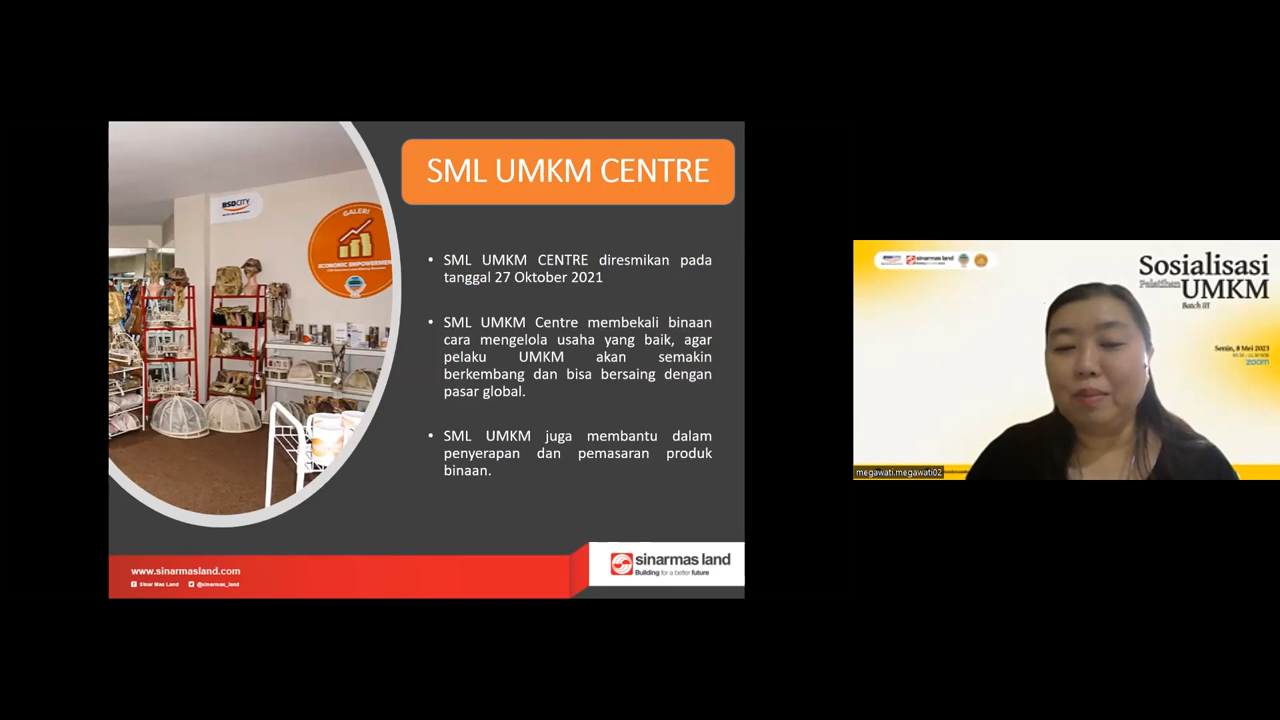 SML UMKM CENTRE
BSDCITY
GALERI
ECONOMIC EMPOWERMENT
• SML UMKM CENTRE diresmikan pada
tanggal 27 Oktober 2021
• SML UMKM Centre membekali binaan
cara mengelola usaha yang baik, agar
pelaku UMKM akan semakin
berkembang dan bisa bersaing dengan
pasar global.
• SML UMKM juga membantu dalam
penyerapan dan pemasaran produk
binaan.
www.sinarmasland.com
Sinar Mas Land @sinarmas_land
sinarmas land
Building for a better future
sinarmas land
Sosialisasi
Pelatihan UMKM
Batch III
Senin, 8 Mei 2023
zoom
megawati.megawati02